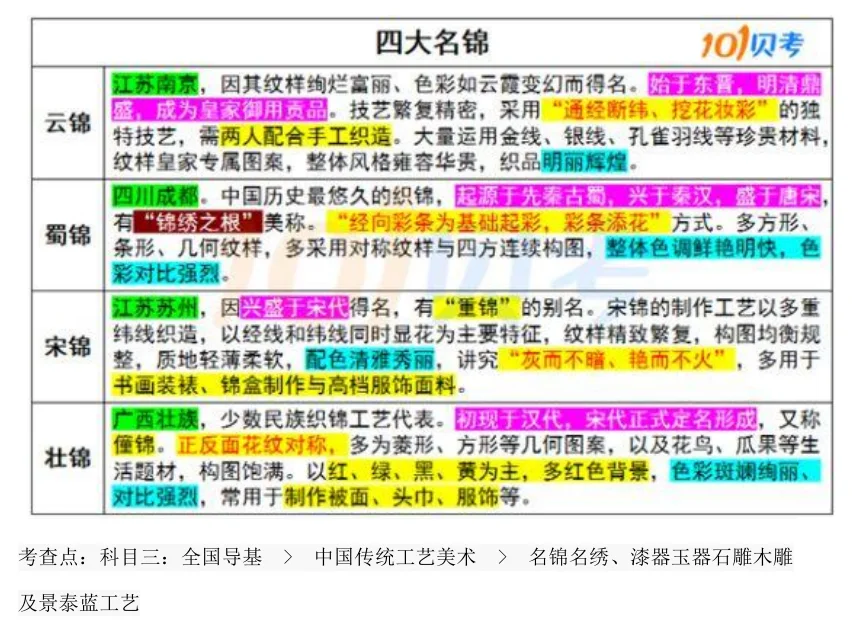 四大名锦
101贝考
云锦
江苏南京，因其纹样绚烂富丽、色彩如云霞变幻而得名。始于东晋，明清鼎
盛，成为皇家御用贡品。技艺繁复精密，采用“通经断纬、挖花妆彩”的独
特技艺，需两人配合手工织造。大量运用金线、银线、孔雀羽线等珍贵材料，
纹样皇家专属图案，整体风格雍容华贵，织品明丽辉煌。
蜀锦
四川成都。中国历史最悠久的织锦，起源于先秦古蜀，兴于秦汉，盛于唐宋，
有“锦绣之根”美称。“经向彩条为基础起彩，彩条添花”方式。多方形、
条形、几何纹样，多采用对称纹样与四方连续构图，整体色调鲜艳明快，色
彩对比强烈。
宋锦
江苏苏州，因兴盛于宋代得名，有“重锦”的别名。宋锦的制作工艺以多重
纬线织造，以经线和纬线同时显花为主要特征，纹样精致繁复，构图均衡规
整，质地轻薄柔软，配色清雅秀丽，讲究“灰而不暗、艳而不火”，多用于
书画装裱、锦盒制作与高档服饰面料。
壮锦
广西壮族，少数民族织锦工艺代表。初现于汉代，宋代正式定名形成，又称
僮锦。正反面花纹对称，多为菱形、方形等几何图案，以及花鸟、瓜果等生
活题材，构图饱满。以红、绿、黑、黄为主，多红色背景，色彩斑斓绚丽、
对比强烈，常用于制作被面、头巾、服饰等。
考查点：科目三：全国导基 > 中国传统工艺美术 > 名锦名绣、漆器玉器石雕木雕
及景泰蓝工艺